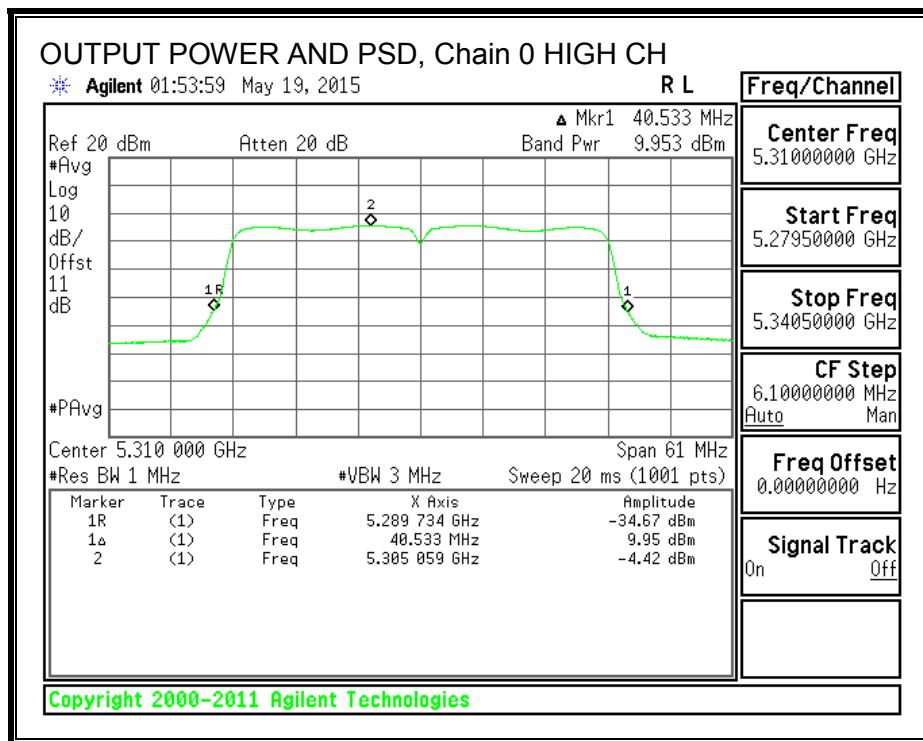 OUTPUT POWER AND PSD, Chain 0 HIGH CH
Agilent 01:53:59 May 19, 2015 R L
Δ Mkr1 40.533 MHz
Ref 20 dBm Atten 20 dB Band Pwr 9.953 dBm
#Avg
Log
10
dB/
Offst
11
dB
#PAvg
2
1R
1
Center 5.310 000 GHz Span 61 MHz
#Res BW 1 MHz #VBW 3 MHz Sweep 20 ms (1001 pts)
Marker Trace Type X Axis Amplitude
1R (1) Freq 5.289 734 GHz -34.67 dBm
1Δ (1) Freq 40.533 MHz 9.95 dBm
2 (1) Freq 5.305 059 GHz -4.42 dBm
Freq/Channel
Center Freq
5.31000000 GHz
Start Freq
5.27950000 GHz
Stop Freq
5.34050000 GHz
CF Step
6.10000000 MHz
Auto Man
Freq Offset
0.00000000 Hz
Signal Track
On Off
Copyright 2000-2011 Agilent Technologies